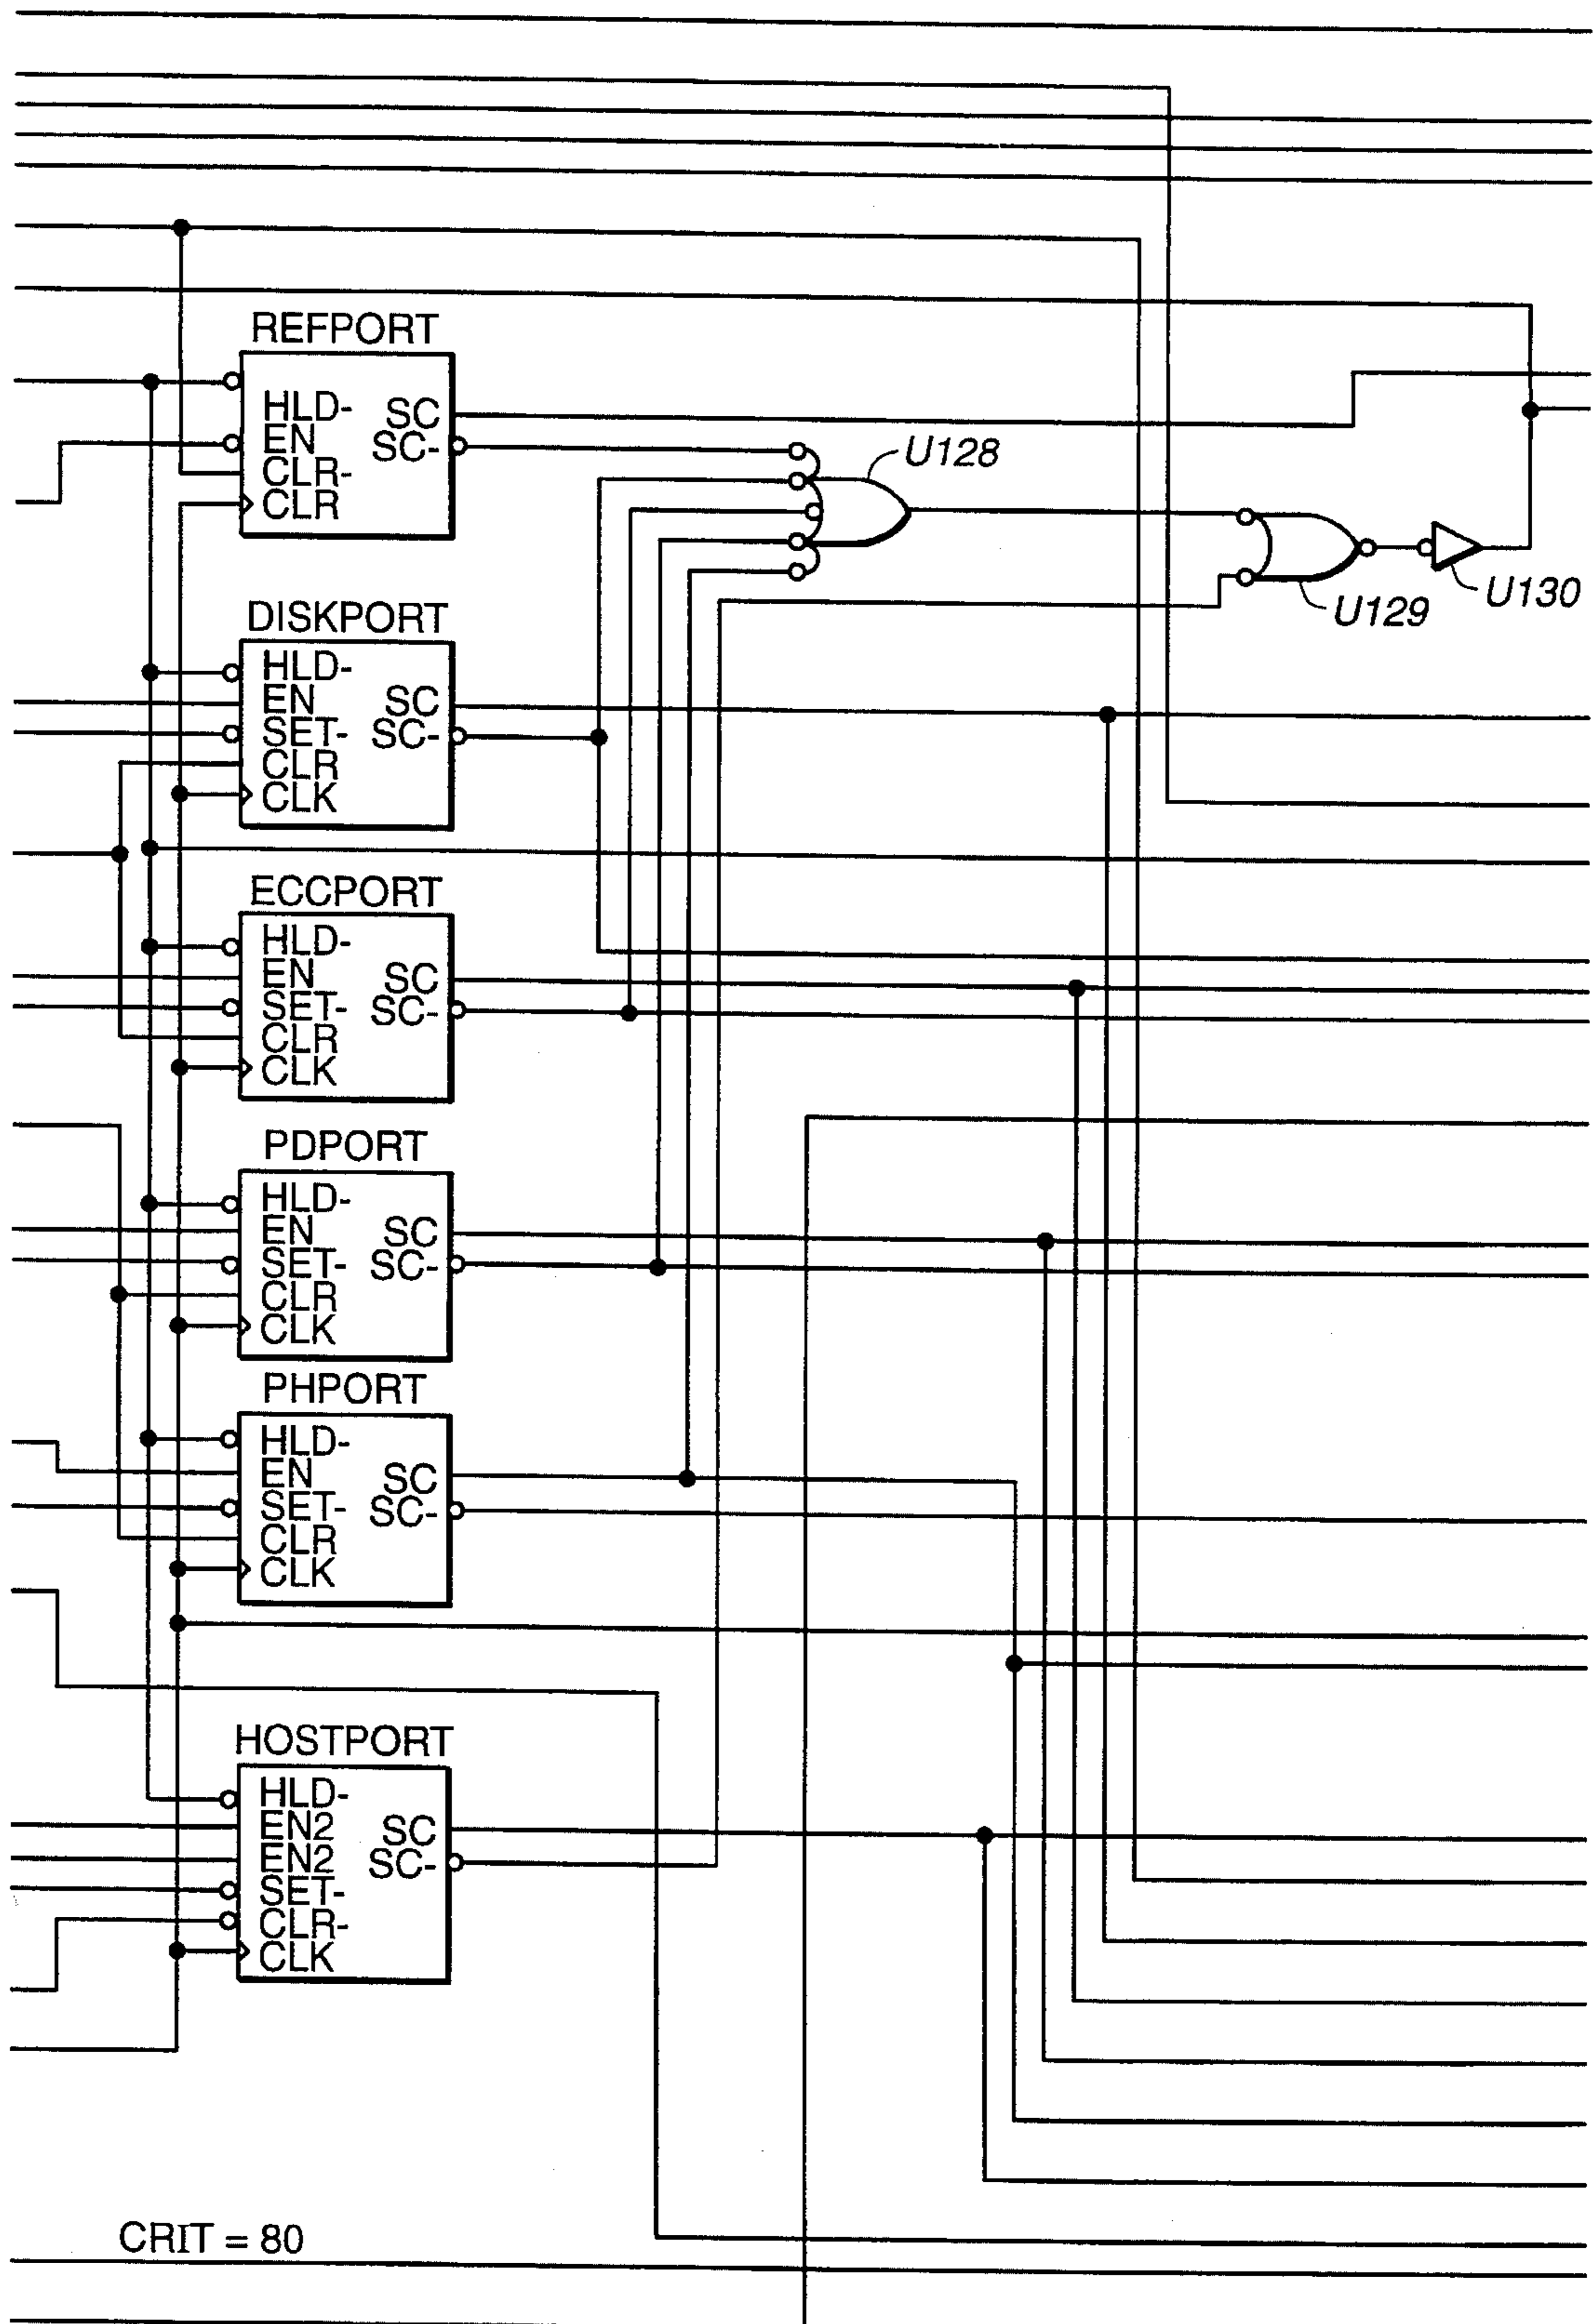 REFPORT
HLD- SC
EN SC-
CLR-
CLR
U128
U129
U130
DISKPORT
HLD-
EN SC
SET- SC-
CLR
CLK
ECCPORT
HLD-
EN SC
SET- SC-
CLR
CLK
PDPORT
HLD-
EN SC
SET- SC-
CLR
CLK
PHPORT
HLD-
EN SC
SET- SC-
CLR
CLK
HOSTPORT
HLD-
EN2 SC
EN2 SC-
SET-
CLR-
CLK
CRIT = 80